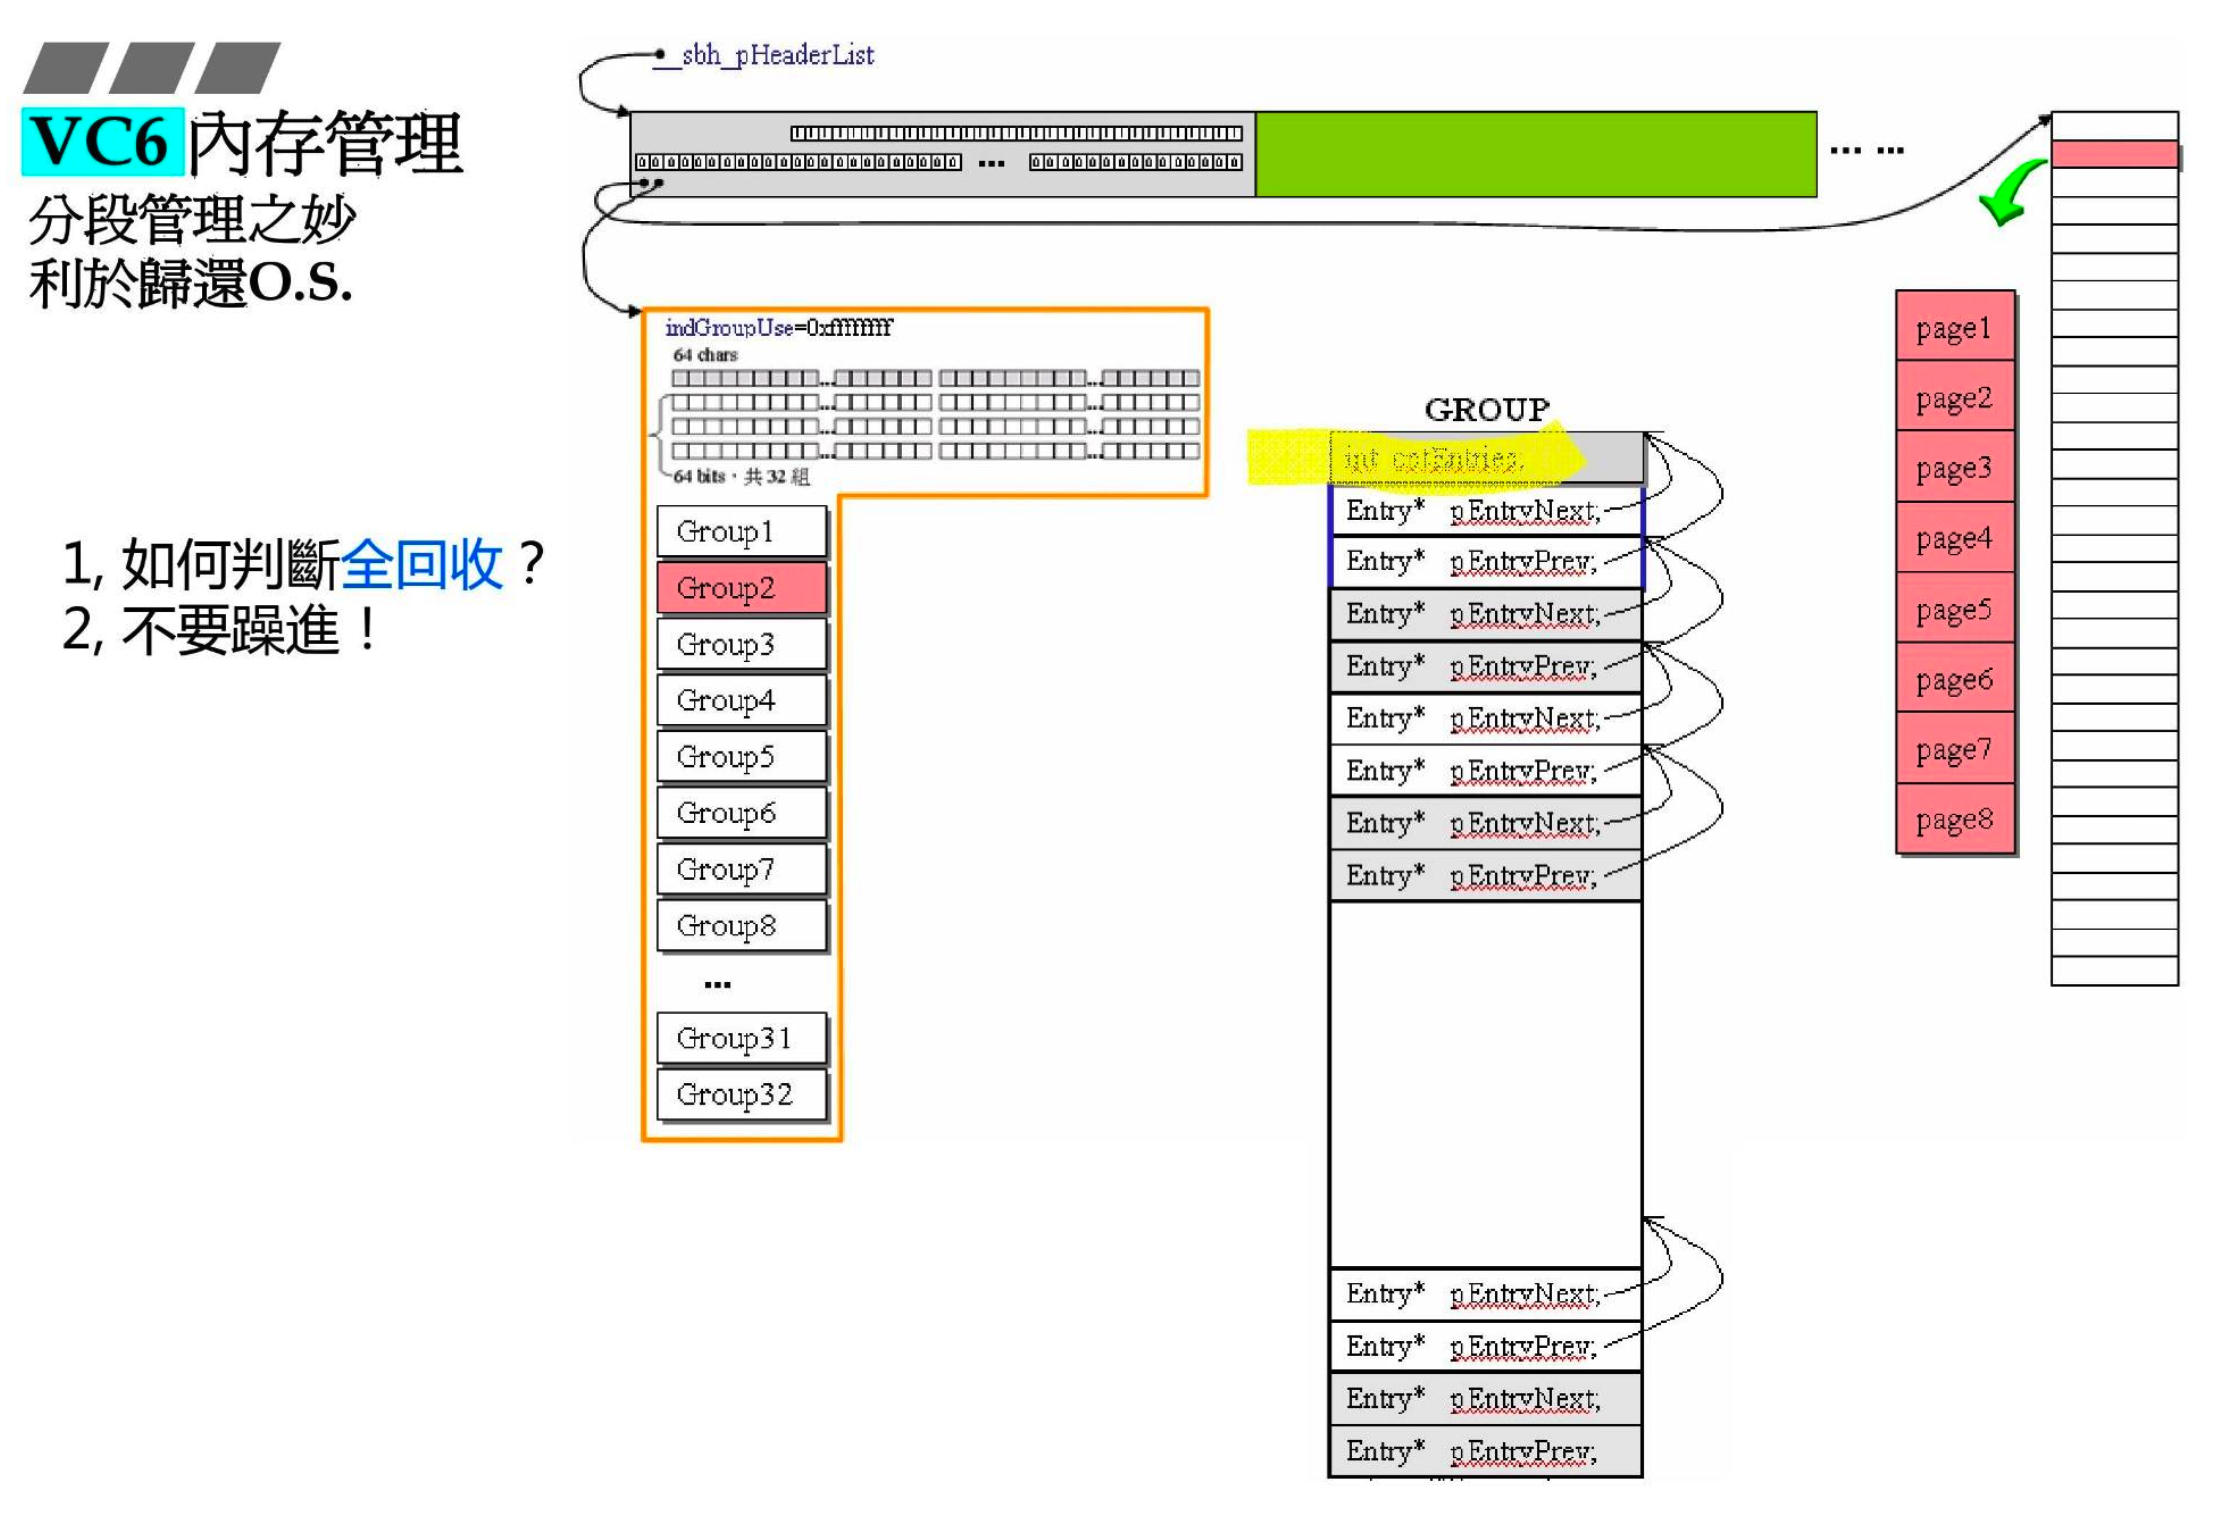 VC6 內存管理
分段管理之妙
利於歸還O.S.
1, 如何判斷全回收？
2, 不要躁進！
__sbh_pHeaderList
... ...
indGroupUse=0xffffffff
64 chars
64 bits，共 32 組
Group1
Group2
Group3
Group4
Group5
Group6
Group7
Group8
...
Group31
Group32
GROUP
int cntEntries;
Entry* pEntryNext;
Entry* pEntryPrev;
Entry* pEntryNext;
Entry* pEntryPrev;
Entry* pEntryNext;
Entry* pEntryPrev;
Entry* pEntryNext;
Entry* pEntryPrev;
Entry* pEntryNext;
Entry* pEntryPrev;
Entry* pEntryNext;
Entry* pEntryPrev;
page1
page2
page3
page4
page5
page6
page7
page8